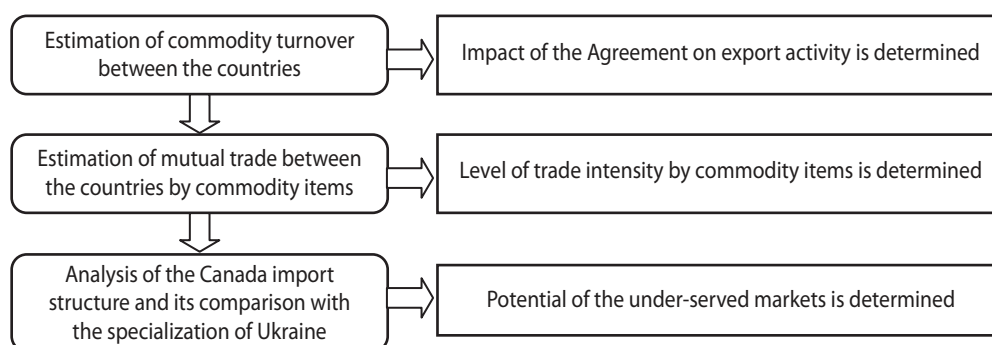 Estimation of commodity turnover
between the countries
Impact of the Agreement on export activity is determined
Estimation of mutual trade between
the countries by commodity items
Level of trade intensity by commodity items is determined
Analysis of the Canada import
structure and its comparison with
the specialization of Ukraine
Potential of the under-served markets is determined